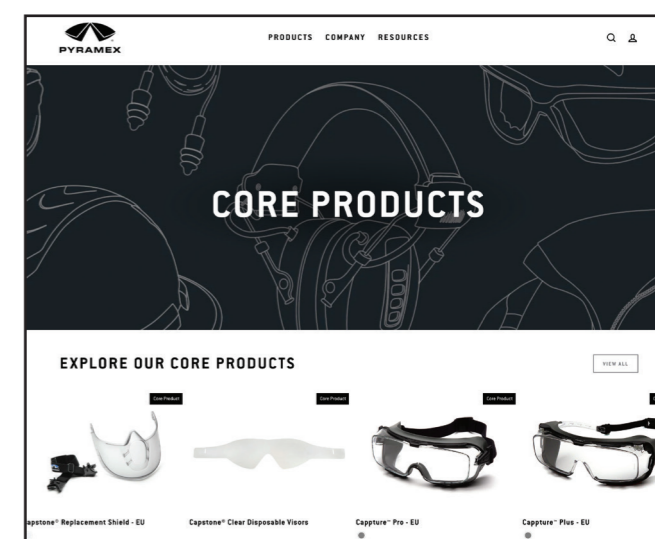 PYRAMEX
PRODUCTS COMPANY RESOURCES
CORE PRODUCTS
EXPLORE OUR CORE PRODUCTS
VIEW ALL
Core Product
Core Product
Core Product
apstone® Replacement Shield - EU
Capstone® Clear Disposable Visors
Cappture™ Pro - EU
Cappture™ Plus - EU